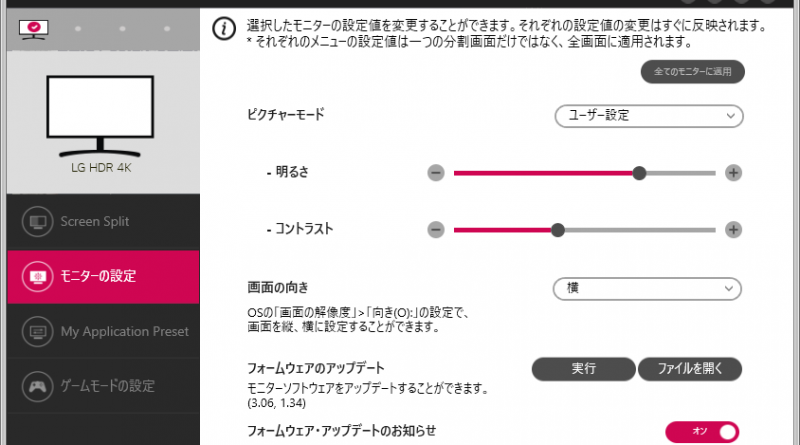 選択したモニターの設定値を変更することができます。それぞれの設定値の変更はすぐに反映されます。
* それぞれのメニューの設定値は一つの分割画面だけではなく、全画面に適用されます。
全てのモニターに適用
LG HDR 4K
Screen Split
モニターの設定
My Application Preset
ゲームモードの設定
ピクチャーモード
ユーザー設定
- 明るさ
- コントラスト
画面の向き
横
OSの「画面の解像度」>「向き(O):」の設定で、
画面を縦、横に設定することができます。
フォームウェアのアップデート
実行
ファイルを開く
モニターソフトウェアをアップデートすることができます。
(3.06, 1.34)
フォームウェア・アップデートのお知らせ
オン